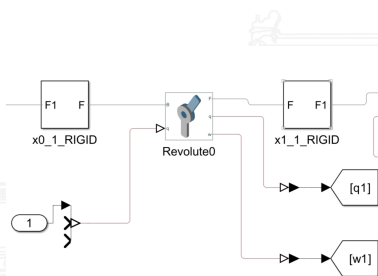 F1 F
x0_1_RIGID
Revolute0
F F1
x1_1_RIGID
1
[q1]
[w1]